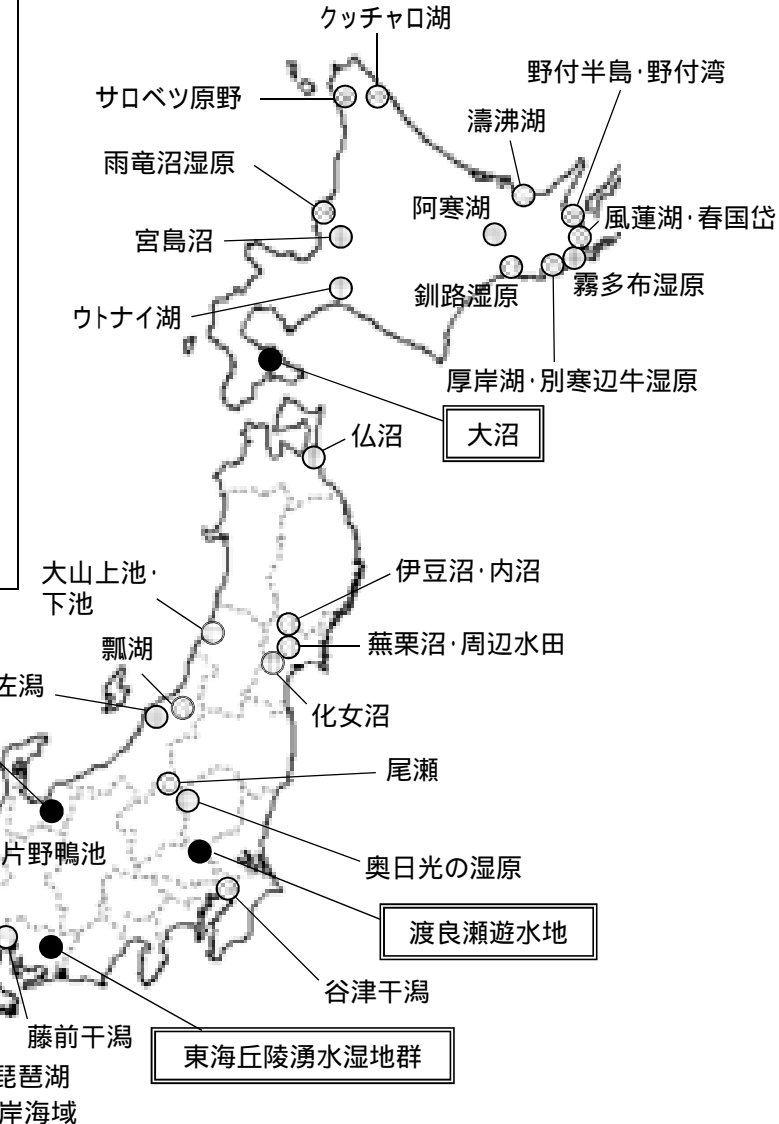 クッチャロ湖
サロベツ原野
野付半島・野付湾
濤沸湖
雨竜沼湿原
阿寒湖
風蓮湖・春国岱
宮島沼
霧多布湿原
釧路湿原
ウトナイ湖
厚岸湖・別寒辺牛湿原
大沼
仏沼
大山上池・
下池
伊豆沼・内沼
蕪栗沼・周辺水田
瓢湖
佐潟
化女沼
尾瀬
片野鴨池
奥日光の湿原
渡良瀬遊水地
谷津干潟
藤前干潟
東海丘陵湧水湿地群
琵琶湖
岸海域